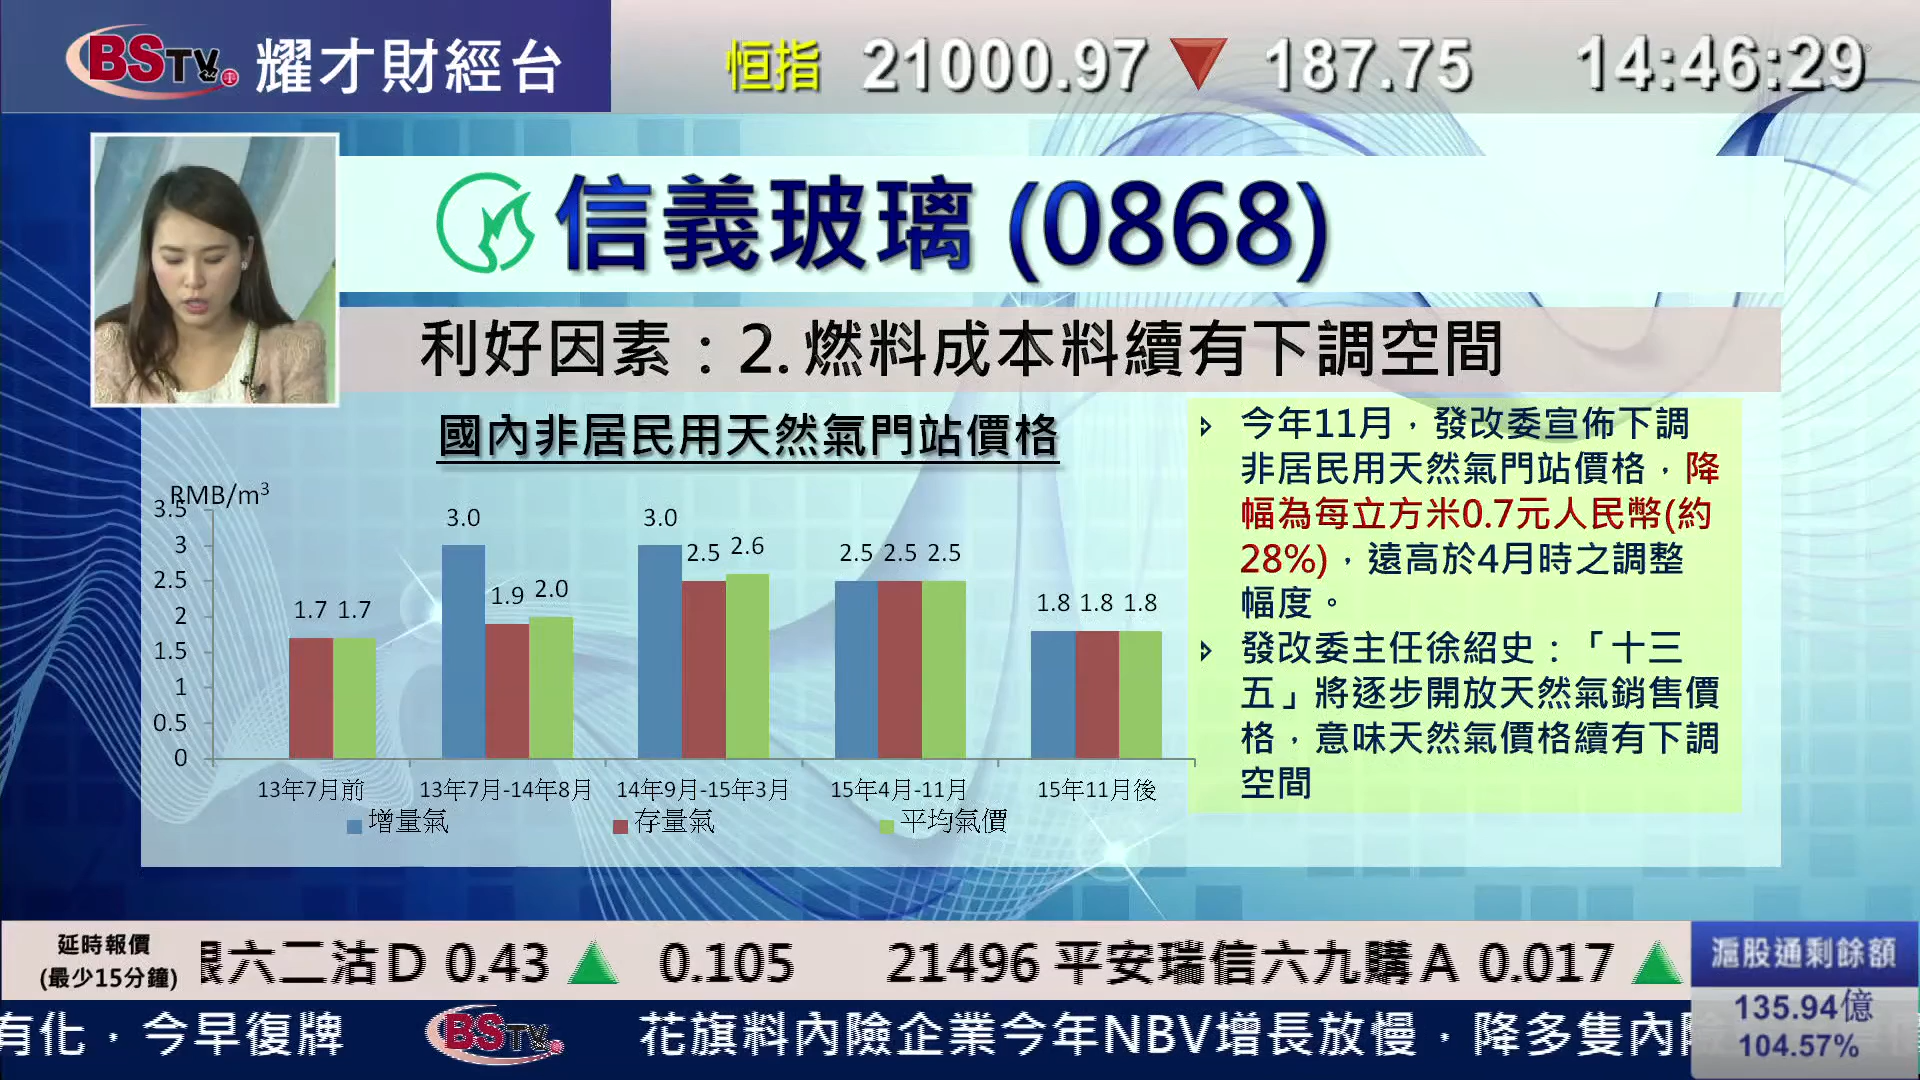 BSTV 耀才財經台
恒指 21000.97 ▼ 187.75 14:46:29
信義玻璃 (0868)
利好因素：2. 燃料成本料續有下調空間
國內非居民用天然氣門站價格
RMB/m³
3.5
3
2.5
2
1.5
1
0.5
0
1.7 1.7
3.0 1.9 2.0
3.0 2.5 2.6
2.5 2.5 2.5
1.8 1.8 1.8
13年7月前 13年7月-14年8月 14年9月-15年3月 15年4月-11月 15年11月後
增量氣 存量氣 平均氣價
今年11月，發改委宣佈下調
非居民用天然氣門站價格，降
幅為每立方米0.7元人民幣(約
28%)，遠高於4月時之調整
幅度。
發改委主任徐紹史：「十三
五」將逐步開放天然氣銷售價
格，意味天然氣價格續有下調
空間
延時報價
(最少15分鐘)
六二沽D 0.43 ▲ 0.105 21496 平安瑞信六九購A 0.017 ▲
滬股通剩餘額
135.94億
104.57%
有化，今早復牌 BSTV 花旗料內險企業今年NBV增長放慢，降多隻內